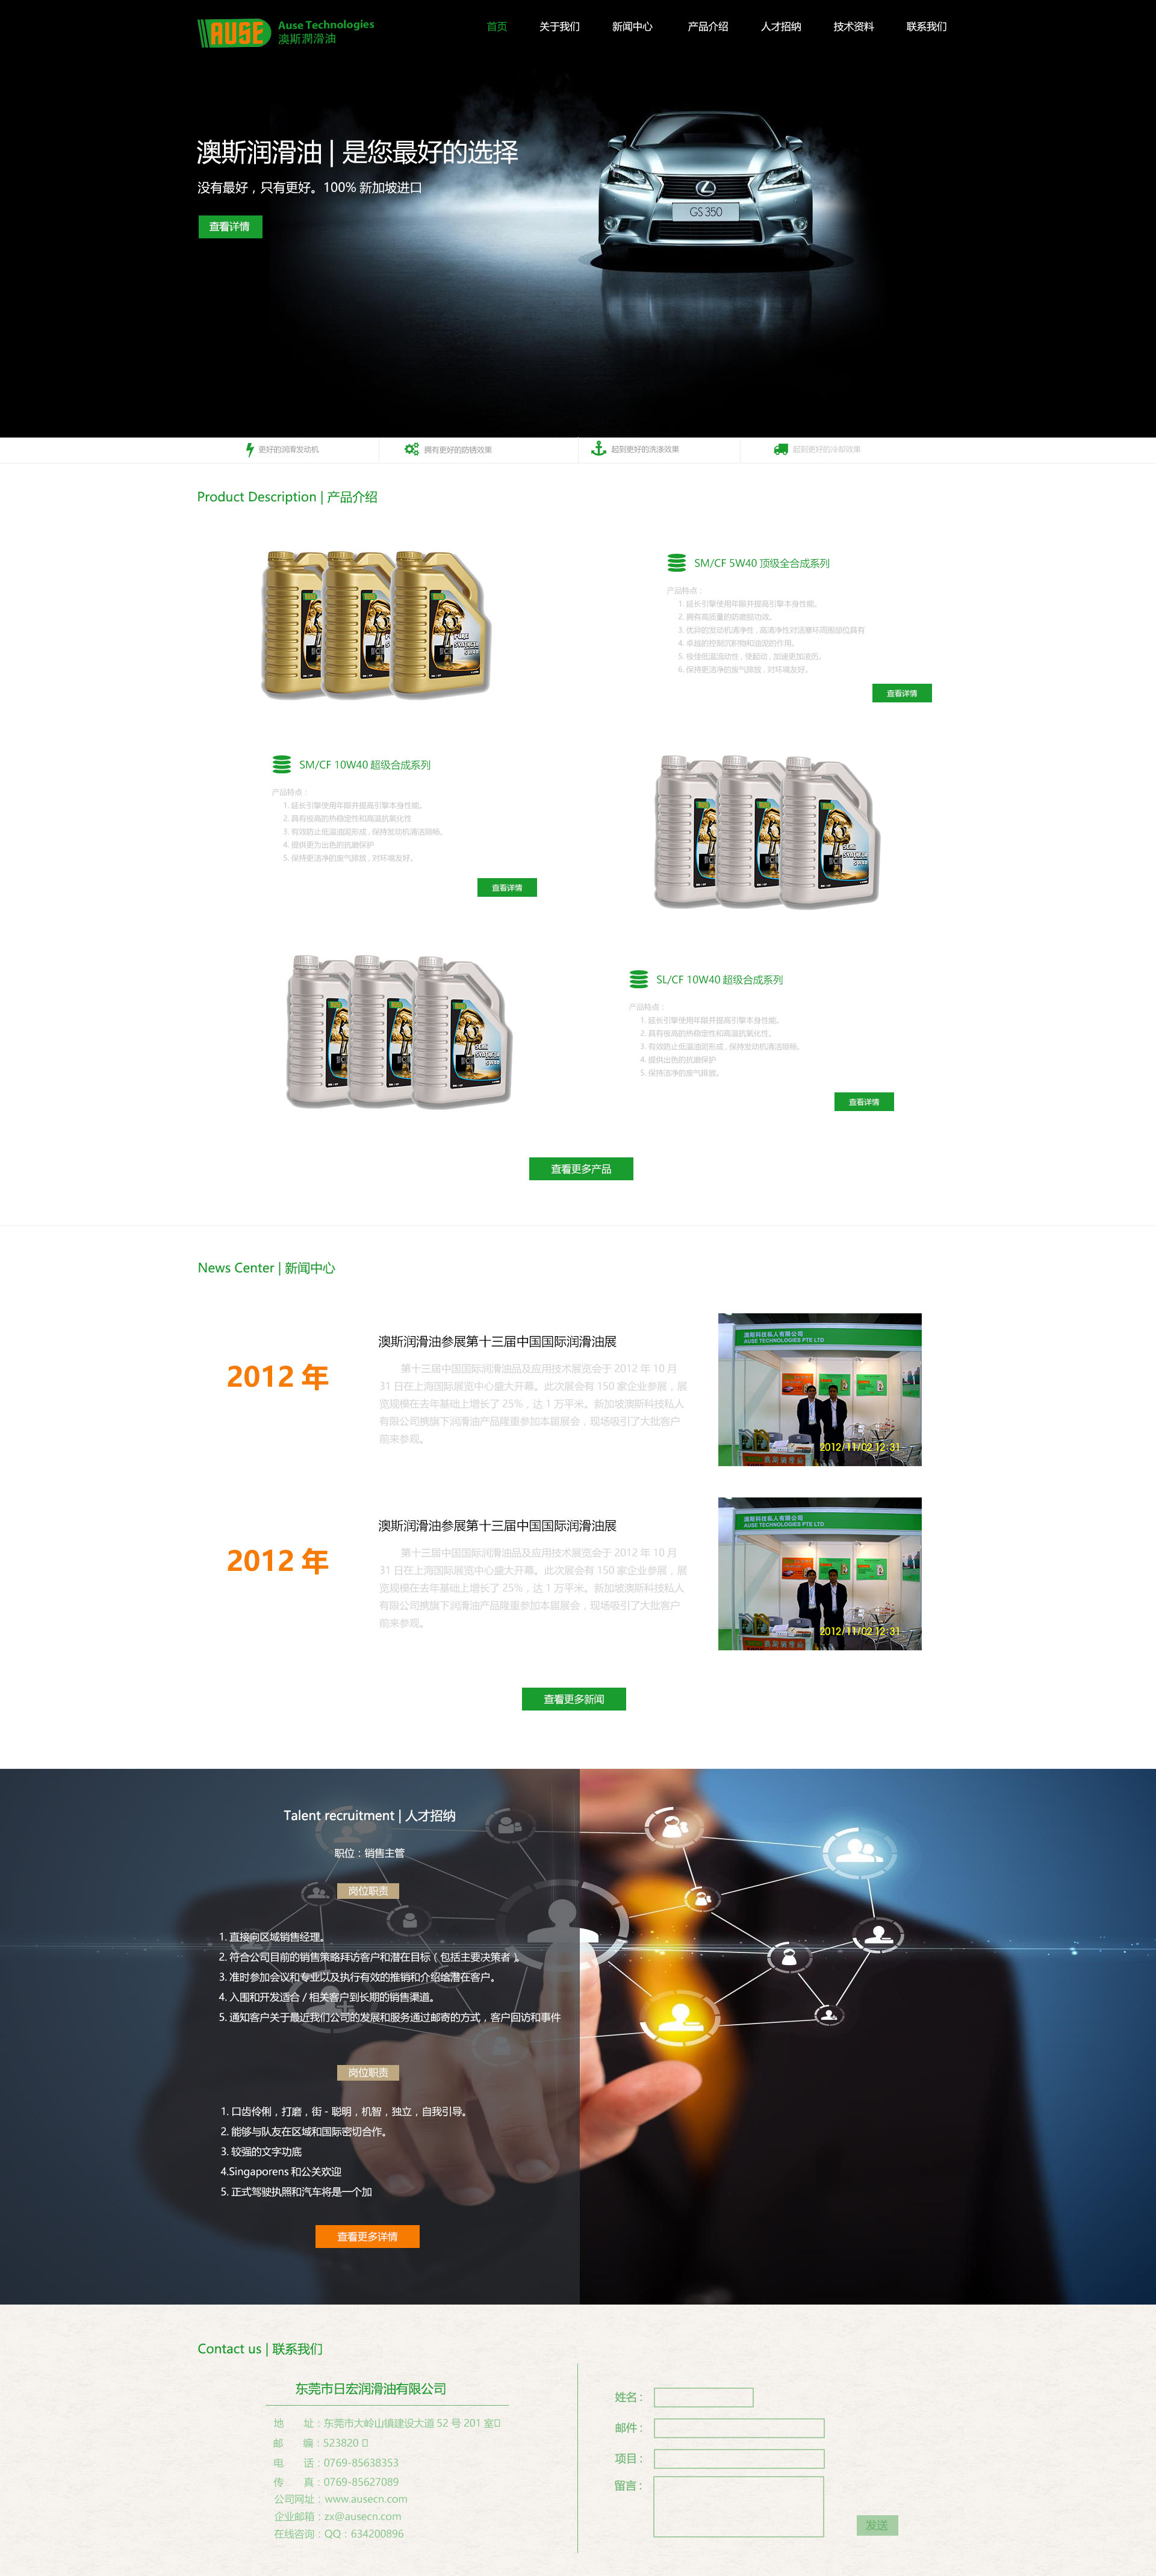 AUSE
Ause Technologies
澳斯潤滑油
首页 关于我们 新闻中心 产品介绍 人才招纳 技术资料 联系我们
澳斯润滑油 | 是您最好的选择
没有最好，只有更好。100% 新加坡进口
查看详情
GS 350
更好的润滑发动机 拥有更好的防锈效果 起到更好的洗涤效果 起到更好的冷却效果
Product Description | 产品介绍
SM/CF 5W40 顶级全合成系列
产品特点：
1. 延长引擎使用年限并提高引擎本身性能。
2. 拥有高质量的防磨损功效。
3. 优异的发动机清净性，高清净性对活塞环周围部位具有
4. 卓越的控制沉积物和油泥的作用。
5. 极佳低温流动性，使起动，加速更加凌厉。
6. 保持更洁净的废气排放，对环境友好。
查看详情
SM/CF 10W40 超级合成系列
产品特点：
1. 延长引擎使用年限并提高引擎本身性能。
2. 具有极高的热稳定性和高温抗氧化性
3. 有效防止低温油泥形成，保持发动机清洁顺畅。
4. 提供更为出色的抗磨保护
5. 保持更洁净的废气排放，对环境友好。
查看详情
SL/CF 10W40 超级合成系列
产品特点：
1. 延长引擎使用年限并提高引擎本身性能。
2. 具有极高的热稳定性和高温抗氧化性。
3. 有效防止低温油泥形成，保持发动机清洁顺畅。
4. 提供出色的抗磨保护
5. 保持洁净的废气排放。
查看详情
查看更多产品
News Center | 新闻中心
2012 年
澳斯润滑油参展第十三届中国国际润滑油展
第十三届中国国际润滑油品及应用技术展览会于 2012 年 10 月
31 日在上海国际展览中心盛大开幕。此次展会有 150 家企业参展，展
览规模在去年基础上增长了 25%，达 1 万平米。新加坡澳斯科技私人
有限公司携旗下润滑油产品隆重参加本届展会，现场吸引了大批客户
前来参观。
澳斯科技私人有限公司
AUSE TECHNOLOGIES PTE LTD
2012/11/02 12:31
2012 年
澳斯润滑油参展第十三届中国国际润滑油展
第十三届中国国际润滑油品及应用技术展览会于 2012 年 10 月
31 日在上海国际展览中心盛大开幕。此次展会有 150 家企业参展，展
览规模在去年基础上增长了 25%，达 1 万平米。新加坡澳斯科技私人
有限公司携旗下润滑油产品隆重参加本届展会，现场吸引了大批客户
前来参观。
澳斯科技私人有限公司
AUSE TECHNOLOGIES PTE LTD
2012/11/02 12:31
查看更多新闻
Talent recruitment | 人才招纳
职位：销售主管
岗位职责
1. 直接向区域销售经理。
2. 符合公司目前的销售策略拜访客户和潜在目标（包括主要决策者）
3. 准时参加会议和专业以及执行有效的推销和介绍给潜在客户。
4. 入围和开发适合 / 相关客户到长期的销售渠道。
5. 通知客户关于最近我们公司的发展和服务通过邮寄的方式，客户回访和事件
岗位职责
1. 口齿伶俐，打磨，街 - 聪明，机智，独立，自我引导。
2. 能够与队友在区域和国际密切合作。
3. 较强的文字功底
4.Singaporens 和公关欢迎
5. 正式驾驶执照和汽车将是一个加
查看更多详情
Contact us | 联系我们
东莞市日宏润滑油有限公司
地 址：东莞市大岭山镇建设大道 52 号 201 室
邮 编：523820
电 话：0769-85638353
传 真：0769-85627089
公司网址：www.ausecn.com
企业邮箱：zx@ausecn.com
在线咨询：QQ：634200896
姓名：
邮件：
项目：
留言：
发送